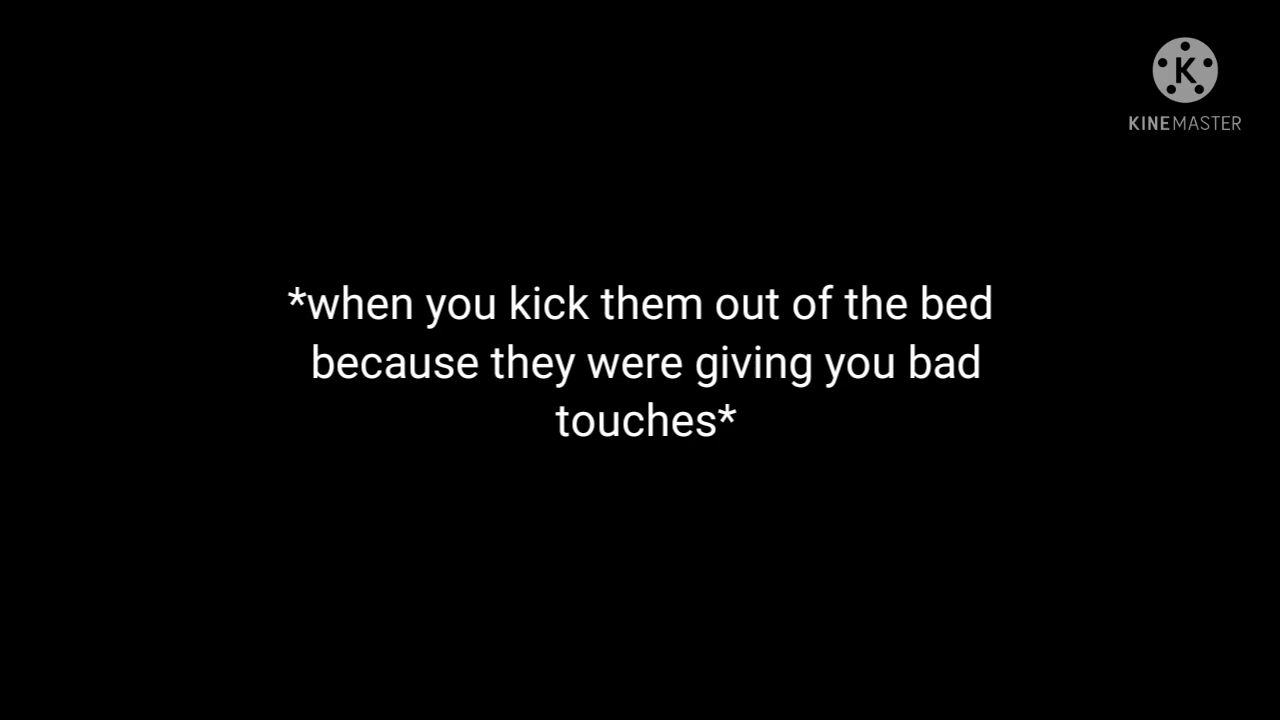 KINEMASTER
*when you kick them out of the bed
because they were giving you bad
touches*